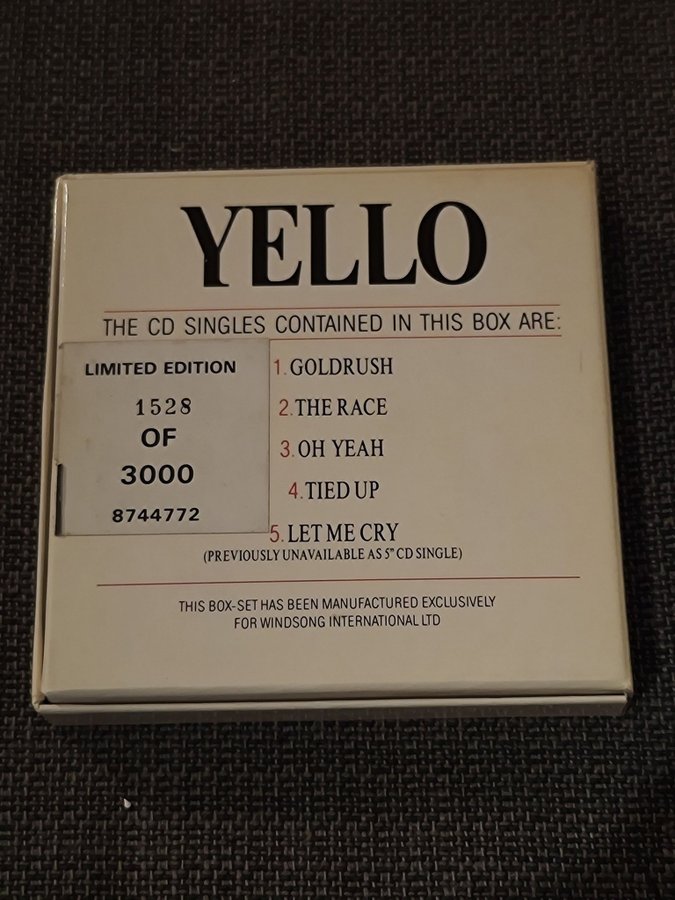 YELLO
THE CD SINGLES CONTAINED IN THIS BOX ARE:
LIMITED EDITION
1528
OF
3000
8744772
1. GOLDRUSH
2. THE RACE
3. OH YEAH
4. TIED UP
5. LET ME CRY
(PREVIOUSLY UNAVAILABLE AS 5" CD SINGLE)
THIS BOX-SET HAS BEEN MANUFACTURED EXCLUSIVELY
FOR WINDSONG INTERNATIONAL LTD